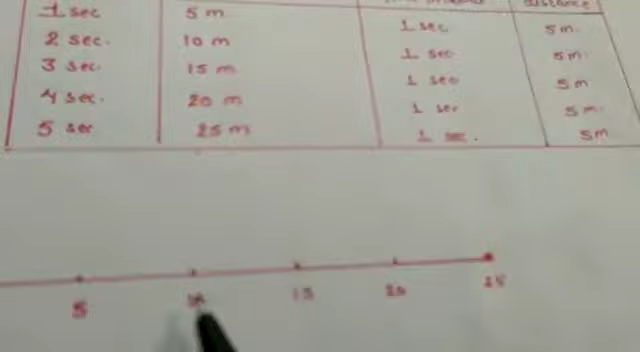 distance
1 sec 5 m 1 sec 5 m.
2 sec. 10 m 1 sec 5 m.
3 sec. 15 m 1 sec 5 m
4 sec. 20 m 1 sec 5 m.
5 sec 25 m 1 sec. 5 m
5 15 20 25